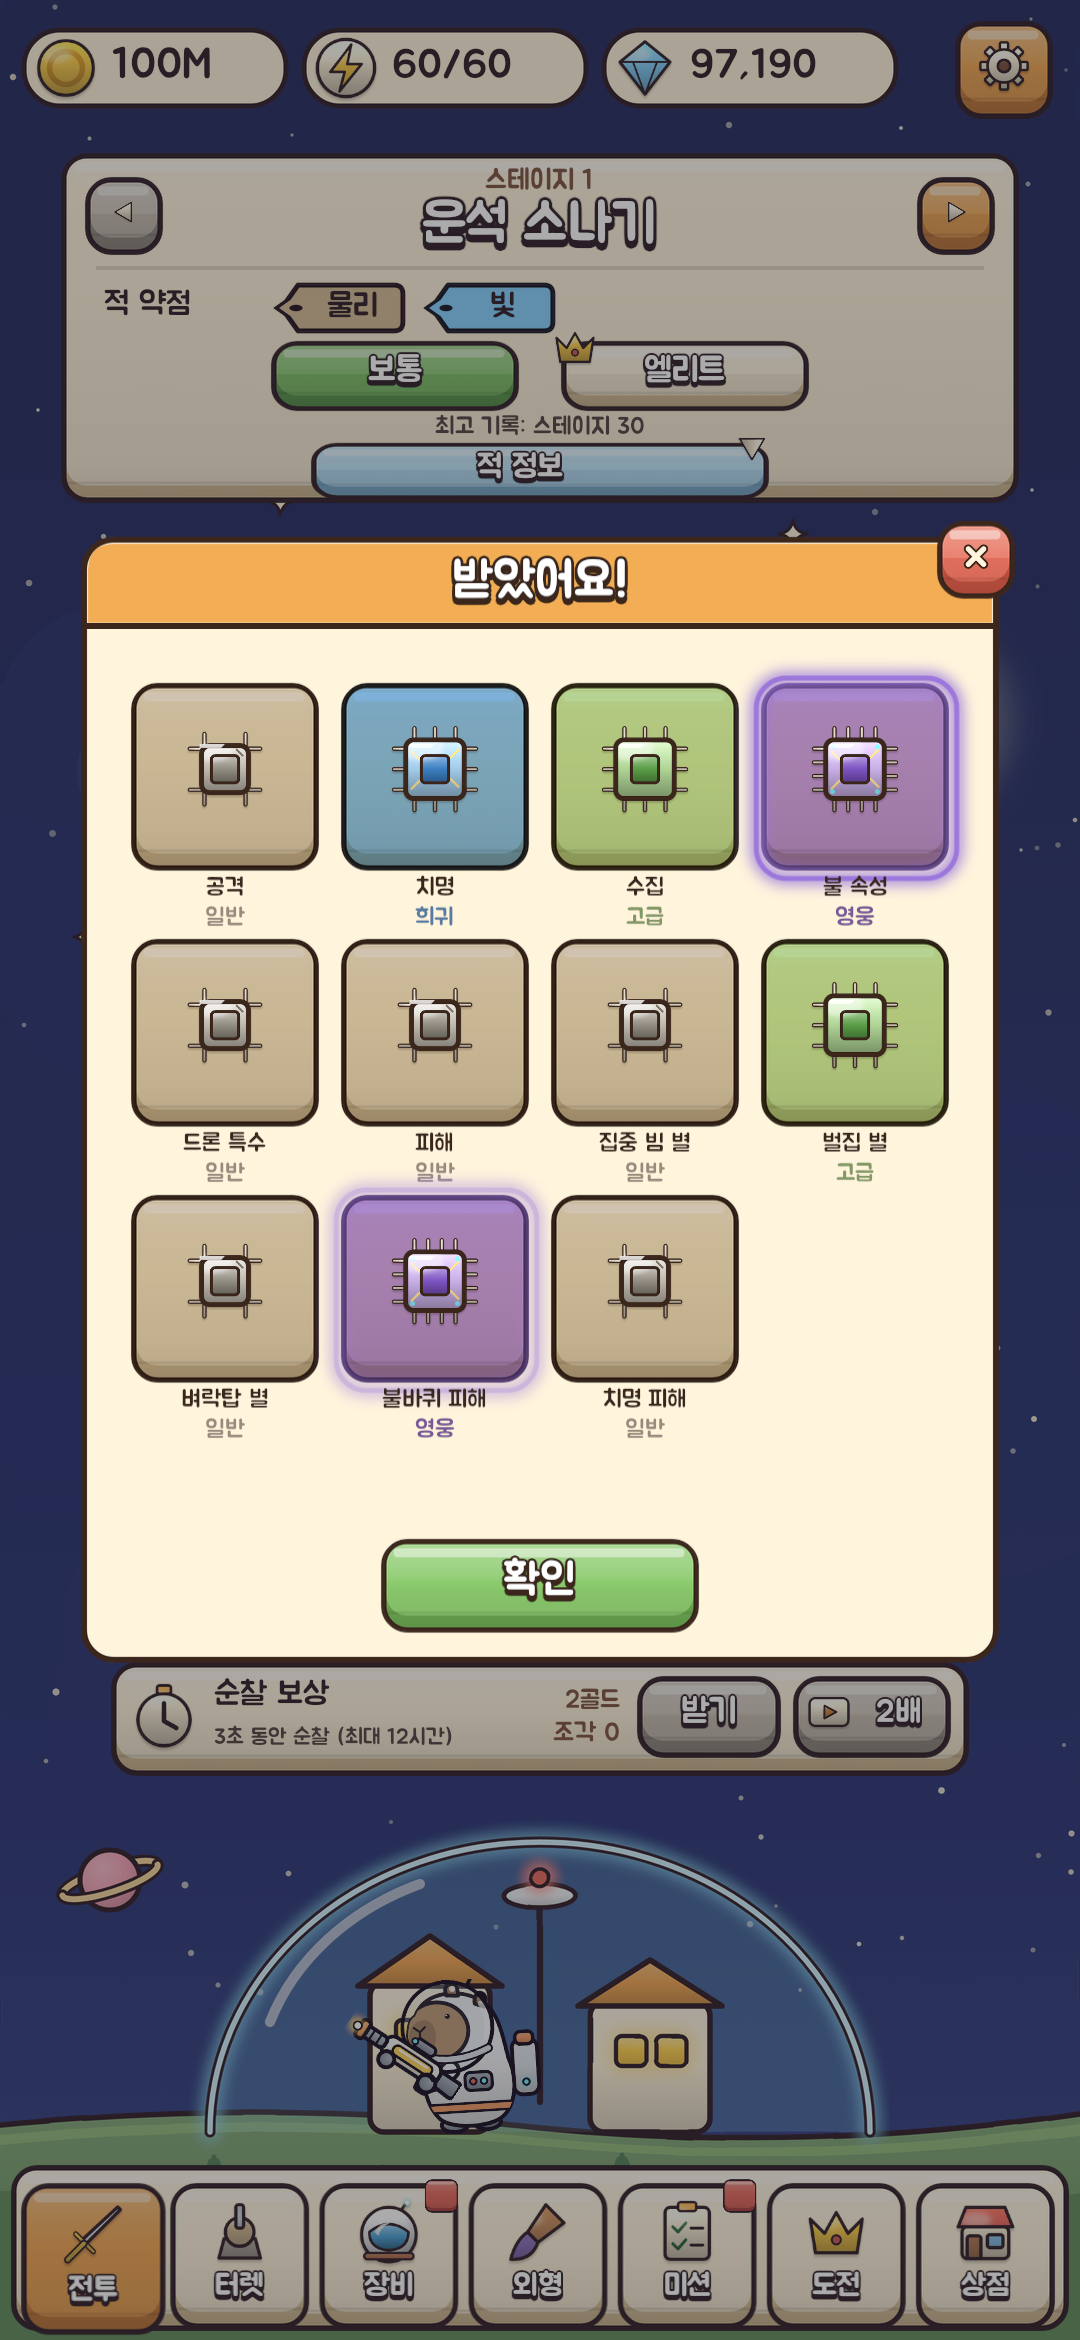 100M
60/60
97,190
스테이지 1
운석 소나기
적 약점
물리
빛
보통
엘리트
최고 기록: 스테이지 30
적 정보
받았어요!
공격
치명
수집
불 속성
일반
희귀
고급
영웅
드론 특수
피해
집중 빔 별
벌집 별
일반
일반
일반
고급
벼락탑 별
불바퀴 피해
치명 피해
일반
영웅
일반
확인
순찰 보상
3초 동안 순찰 (최대 12시간)
2골드
조각 0
받기
2배
전투
터렛
장비
외형
미션
도전
상점